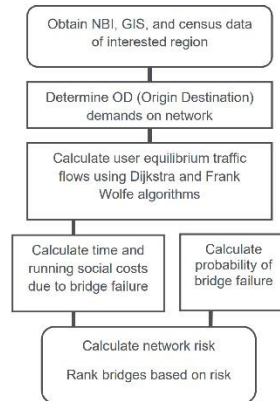 Obtain NBI, GIS, and census data
of interested region
Determine OD (Origin Destination)
demands on network
Calculate user equilibrium traffic
flows using Dijkstra and Frank
Wolfe algorithms
Calculate time and
running social costs
due to bridge failure
Calculate
probability of
bridge failure
Calculate network risk
Rank bridges based on risk